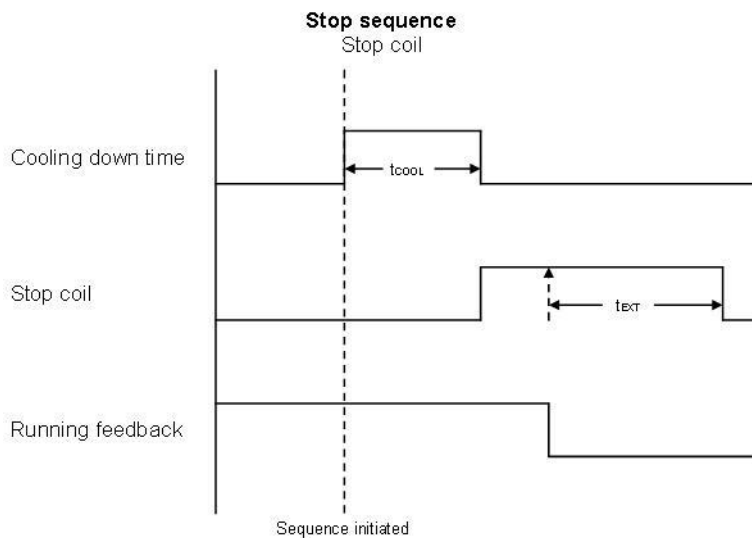 Stop sequence
Stop coil
Cooling down time
tCOOL
Stop coil
tEXT
Running feedback
Sequence initiated